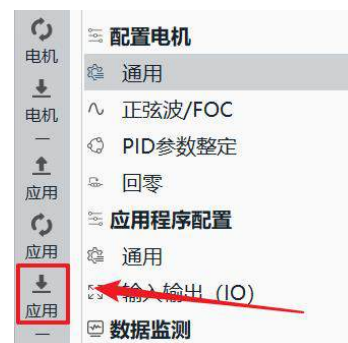 电机
电机
应用
应用
应用
配置电机
通用
正弦波/FOC
PID参数整定
回零
应用程序配置
通用
输入输出（IO）
数据监测